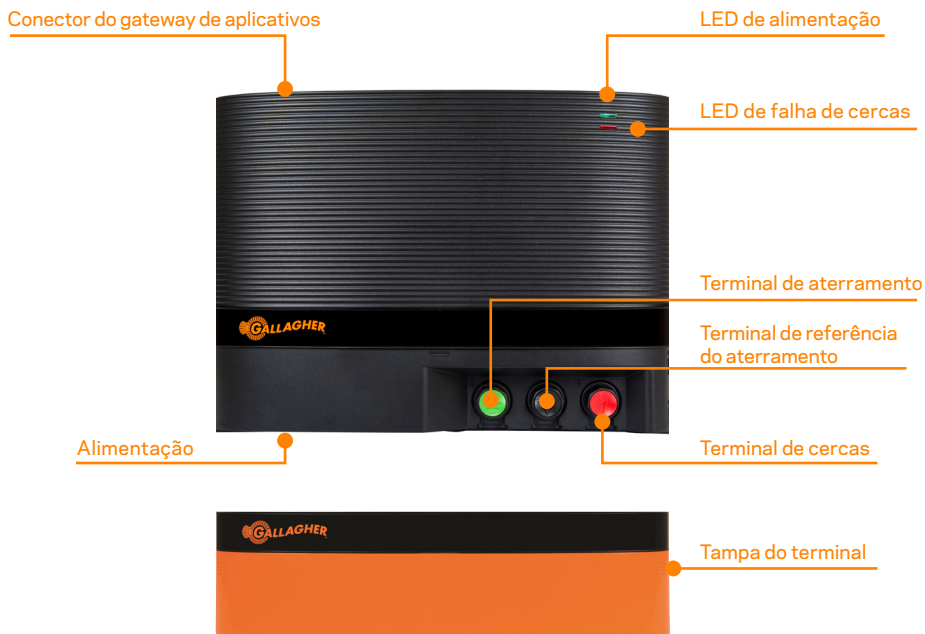 Conector do gateway de aplicativos
LED de alimentação
LED de falha de cercas
Terminal de aterramento
GALLAGHER
Terminal de referência
do aterramento
Alimentação
Terminal de cercas
GALLAGHER
Tampa do terminal